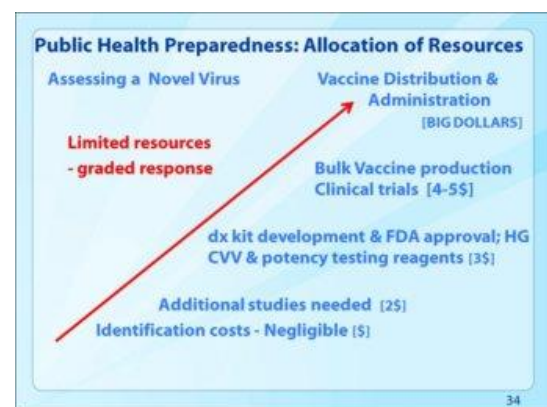 Public Health Preparedness: Allocation of Resources
Assessing a Novel Virus
Vaccine Distribution &
Administration
[BIG DOLLARS]
Limited resources
- graded response
Bulk Vaccine production
Clinical trials [4-5$]
dx kit development & FDA approval; HG
CVV & potency testing reagents [3$]
Additional studies needed [2$]
Identification costs - Negligible [$]
34